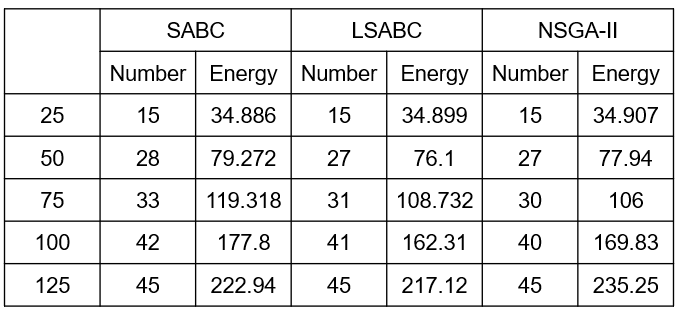 SABC LSABC NSGA-II
Number Energy Number Energy Number Energy
25 15 34.886 15 34.899 15 34.907
50 28 79.272 27 76.1 27 77.94
75 33 119.318 31 108.732 30 106
100 42 177.8 41 162.31 40 169.83
125 45 222.94 45 217.12 45 235.25